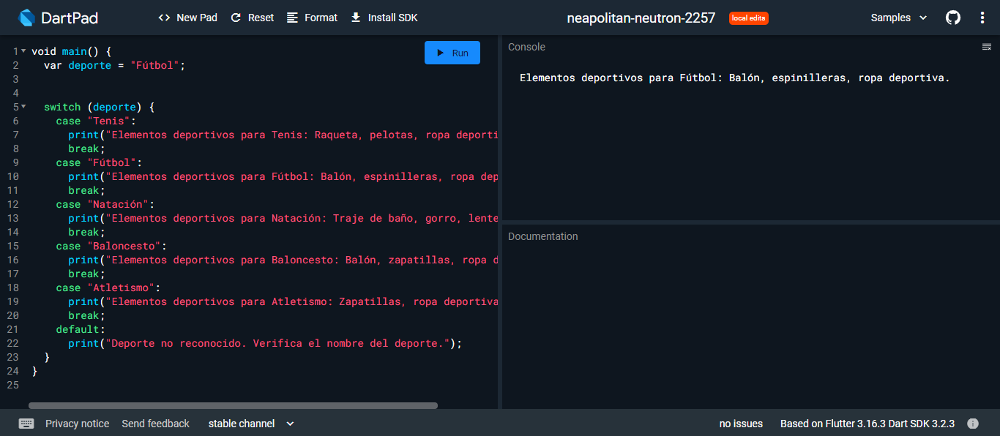 DartPad
<> New Pad Reset Format Install SDK
neapolitan-neutron-2257 local edits
Samples
1 void main() {
2 var deporte = "Fútbol";
3
4
5 switch (deporte) {
6 case "Tenis":
7 print("Elementos deportivos para Tenis: Raqueta, pelotas, ropa deporti
8 break;
9 case "Fútbol":
10 print("Elementos deportivos para Fútbol: Balón, espinilleras, ropa dep
11 break;
12 case "Natación":
13 print("Elementos deportivos para Natación: Traje de baño, gorro, lente
14 break;
15 case "Baloncesto":
16 print("Elementos deportivos para Baloncesto: Balón, zapatillas, ropa d
17 break;
18 case "Atletismo":
19 print("Elementos deportivos para Atletismo: Zapatillas, ropa deportiva
20 break;
21 default:
22 print("Deporte no reconocido. Verifica el nombre del deporte.");
23 }
24 }
25
Run
Console
Elementos deportivos para Fútbol: Balón, espinilleras, ropa deportiva.
Documentation
Privacy notice Send feedback stable channel
no issues Based on Flutter 3.16.3 Dart SDK 3.2.3